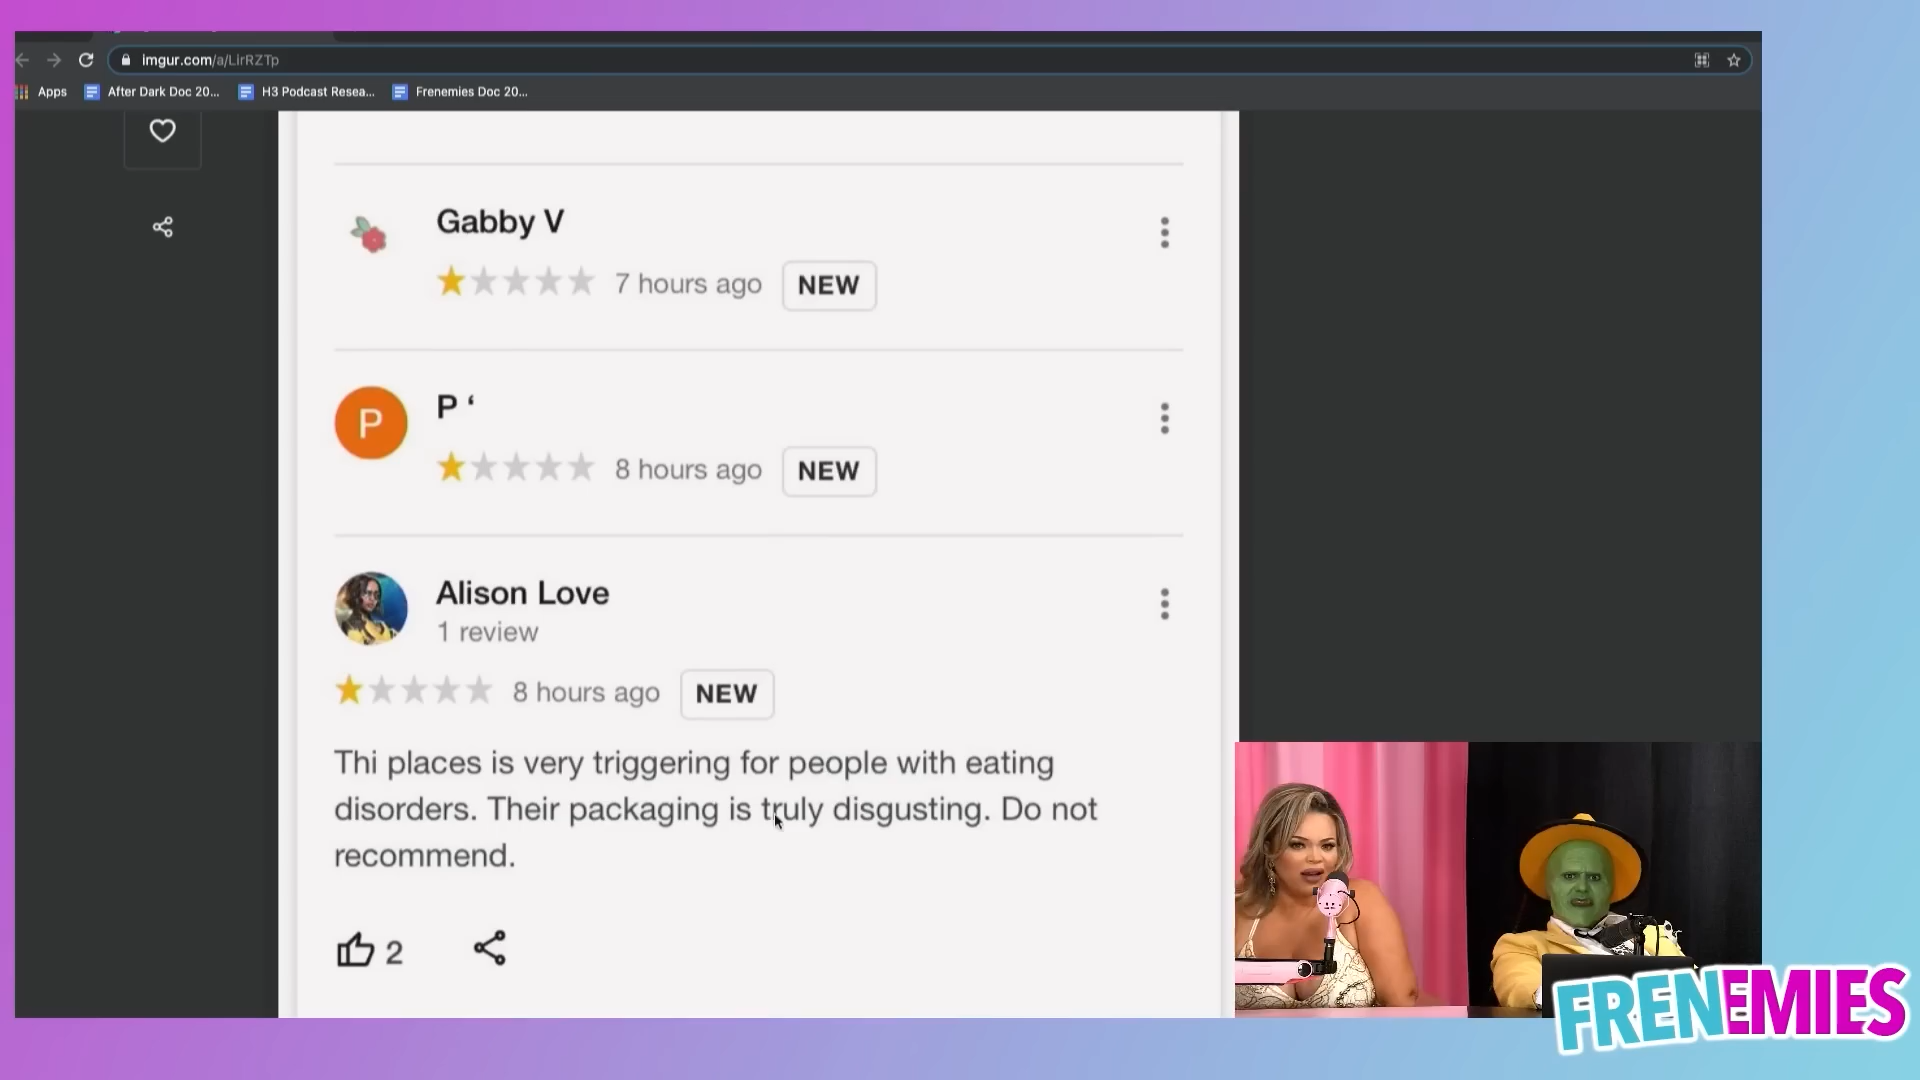 imgur.com/a/LirRZTp
Apps
After Dark Doc 20...
H3 Podcast Resea...
Frenemies Doc 20...
Gabby V
7 hours ago NEW
P
P ‘
8 hours ago NEW
Alison Love
1 review
8 hours ago NEW
Thi places is very triggering for people with eating
disorders. Their packaging is truly disgusting. Do not
recommend.
2
FRENEMIES